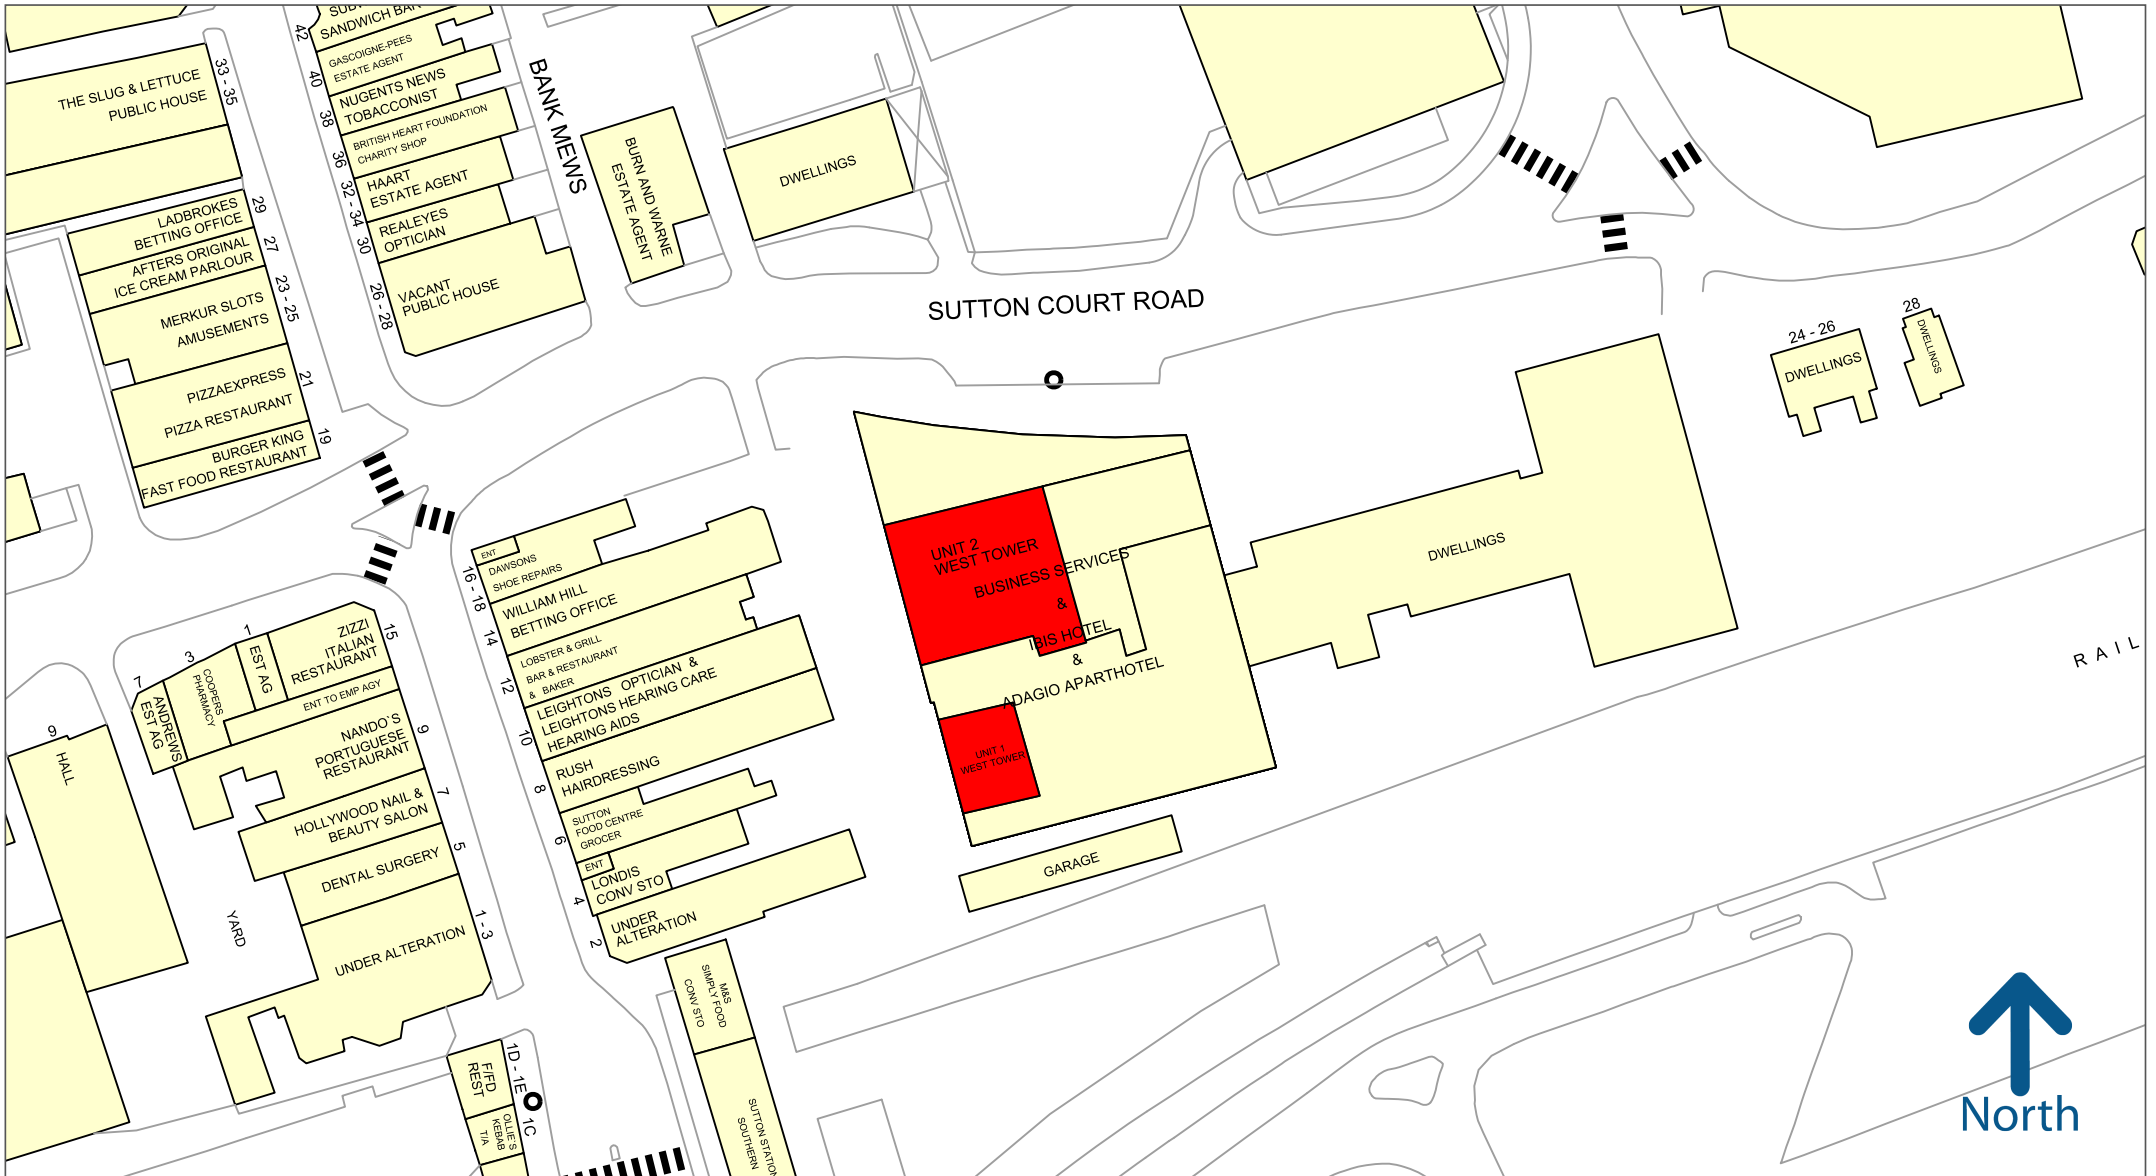 42
SANDWICH BAR
GASCOIGNE-PEES
ESTATE AGENT
40
NUGENTS NEWS
TOBACCONIST
38
BRITISH HEART FOUNDATION
CHARITY SHOP
36
HAART
ESTATE AGENT
32 - 34
REALEYES
OPTICIAN
30
VACANT
PUBLIC HOUSE
26 - 28
BANK MEWS
BURN AND WARNE
ESTATE AGENT
DWELLINGS
THE SLUG & LETTUCE
PUBLIC HOUSE
33 - 35
LADBROKES
BETTING OFFICE
29
AFTERS ORIGINAL
ICE CREAM PARLOUR
27
MERKUR SLOTS
AMUSEMENTS
23 - 25
PIZZAEXPRESS
PIZZA RESTAURANT
21
BURGER KING
FAST FOOD RESTAURANT
19
SUTTON COURT ROAD
24 - 26
DWELLINGS
28
DWELLINGS
DWELLINGS
UNIT 2
WEST TOWER
BUSINESS SERVICES
&
IBIS HOTEL
&
ADAGIO APARTHOTEL
UNIT 1
WEST TOWER
GARAGE
RAIL
ENT
DAWSONS
SHOE REPAIRS
16 - 18
WILLIAM HILL
BETTING OFFICE
14
LOBSTER & GRILL
BAR & RESTAURANT
& BAKER
12
LEIGHTONS OPTICIAN &
LEIGHTONS HEARING CARE
HEARING AIDS
10
RUSH
HAIRDRESSING
8
SUTTON
FOOD CENTRE
GROCER
6
ENT
LONDIS
CONV STO
4
UNDER
ALTERATION
2
M&S
SIMPLY FOOD
CONV STO
SUTTON STATION
SOUTHERN
ZIZZI
ITALIAN
RESTAURANT
15
1
EST AG
3
COOPERS
PHARMACY
7
ANDREWS
EST AG
ENT TO EMP AGY
NANDO`S
PORTUGUESE
RESTAURANT
9
HOLLYWOOD NAIL &
BEAUTY SALON
7
DENTAL SURGERY
5
UNDER ALTERATION
1 - 3
9
HALL
YARD
F/FD
REST
1D - 1E
OLLIE'S
KEBAB
T/A
1C
North